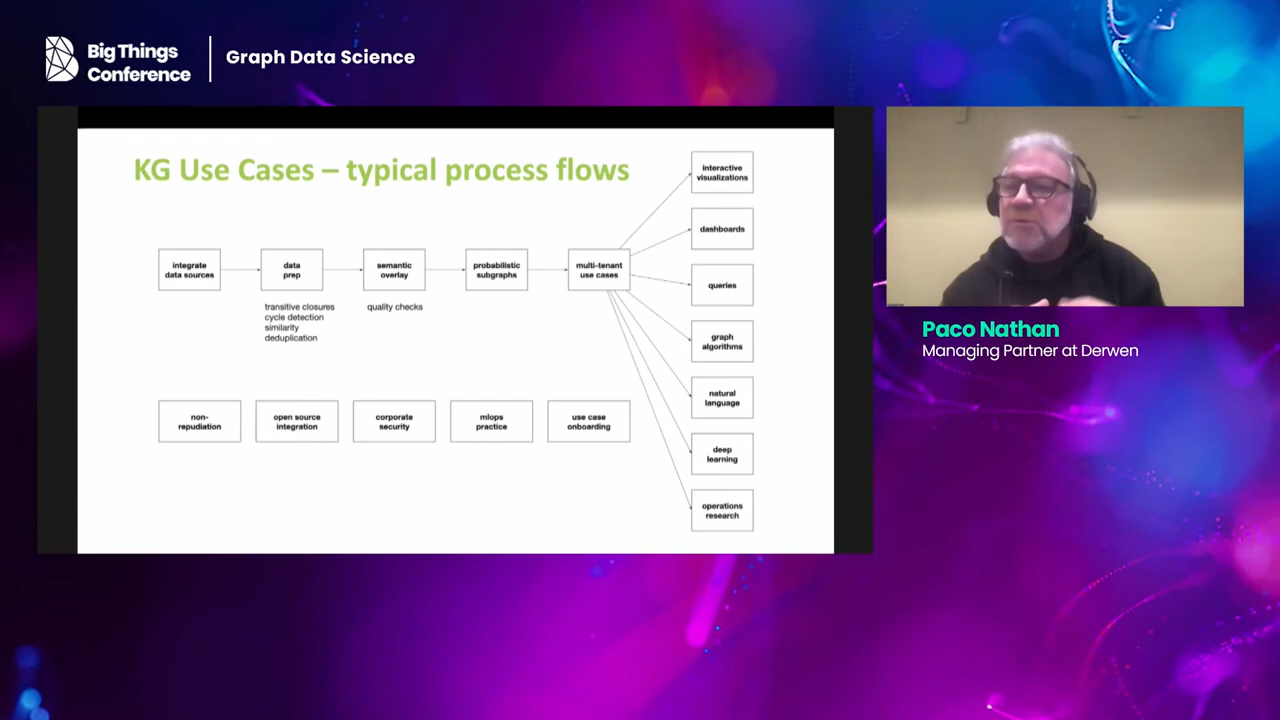 Big Things
Conference
Graph Data Science
KG Use Cases – typical process flows
integrate
data sources
data
prep
semantic
overlay
probabilistic
subgraphs
multi-tenant
use cases
transitive closures
cycle detection
similarity
deduplication
quality checks
non-
repudiation
open source
integration
corporate
security
mlops
practice
use case
onboarding
interactive
visualizations
dashboards
queries
graph
algorithms
natural
language
deep
learning
operations
research
Paco Nathan
Managing Partner at Derwen